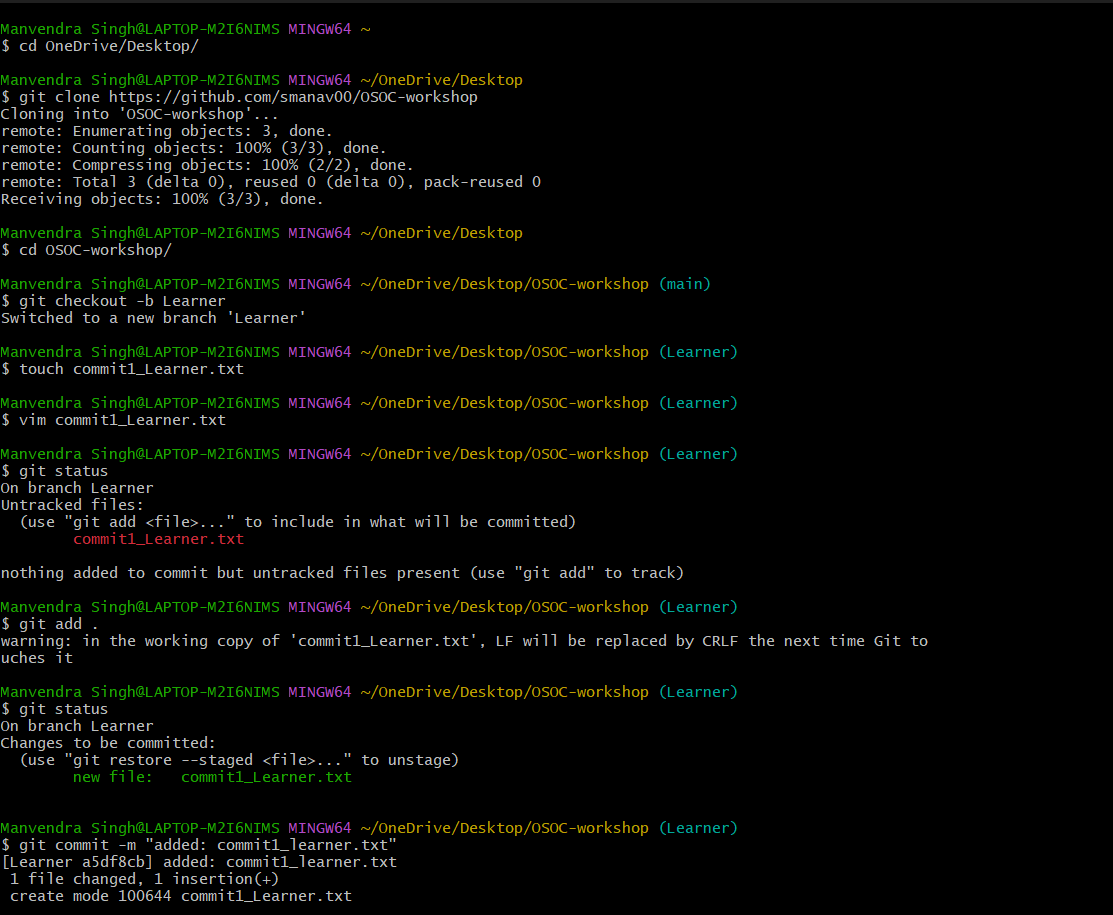 Manvendra Singh@LAPTOP-M2I6NIMS MINGW64 ~
$ cd OneDrive/Desktop/
Manvendra Singh@LAPTOP-M2I6NIMS MINGW64 ~/OneDrive/Desktop
$ git clone https://github.com/smanav00/OSOC-workshop
Cloning into 'OSOC-workshop'...
remote: Enumerating objects: 3, done.
remote: Counting objects: 100% (3/3), done.
remote: Compressing objects: 100% (2/2), done.
remote: Total 3 (delta 0), reused 0 (delta 0), pack-reused 0
Receiving objects: 100% (3/3), done.
Manvendra Singh@LAPTOP-M2I6NIMS MINGW64 ~/OneDrive/Desktop
$ cd OSOC-workshop/
Manvendra Singh@LAPTOP-M2I6NIMS MINGW64 ~/OneDrive/Desktop/OSOC-workshop (main)
$ git checkout -b Learner
Switched to a new branch 'Learner'
Manvendra Singh@LAPTOP-M2I6NIMS MINGW64 ~/OneDrive/Desktop/OSOC-workshop (Learner)
$ touch commit1_Learner.txt
Manvendra Singh@LAPTOP-M2I6NIMS MINGW64 ~/OneDrive/Desktop/OSOC-workshop (Learner)
$ vim commit1_Learner.txt
Manvendra Singh@LAPTOP-M2I6NIMS MINGW64 ~/OneDrive/Desktop/OSOC-workshop (Learner)
$ git status
On branch Learner
Untracked files:
  (use "git add <file>..." to include in what will be committed)
        commit1_Learner.txt
nothing added to commit but untracked files present (use "git add" to track)
Manvendra Singh@LAPTOP-M2I6NIMS MINGW64 ~/OneDrive/Desktop/OSOC-workshop (Learner)
$ git add .
warning: in the working copy of 'commit1_Learner.txt', LF will be replaced by CRLF the next time Git to
uches it
Manvendra Singh@LAPTOP-M2I6NIMS MINGW64 ~/OneDrive/Desktop/OSOC-workshop (Learner)
$ git status
On branch Learner
Changes to be committed:
  (use "git restore --staged <file>..." to unstage)
        new file:   commit1_Learner.txt
Manvendra Singh@LAPTOP-M2I6NIMS MINGW64 ~/OneDrive/Desktop/OSOC-workshop (Learner)
$ git commit -m "added: commit1_learner.txt"
[Learner a5df8cb] added: commit1_learner.txt
 1 file changed, 1 insertion(+)
 create mode 100644 commit1_Learner.txt